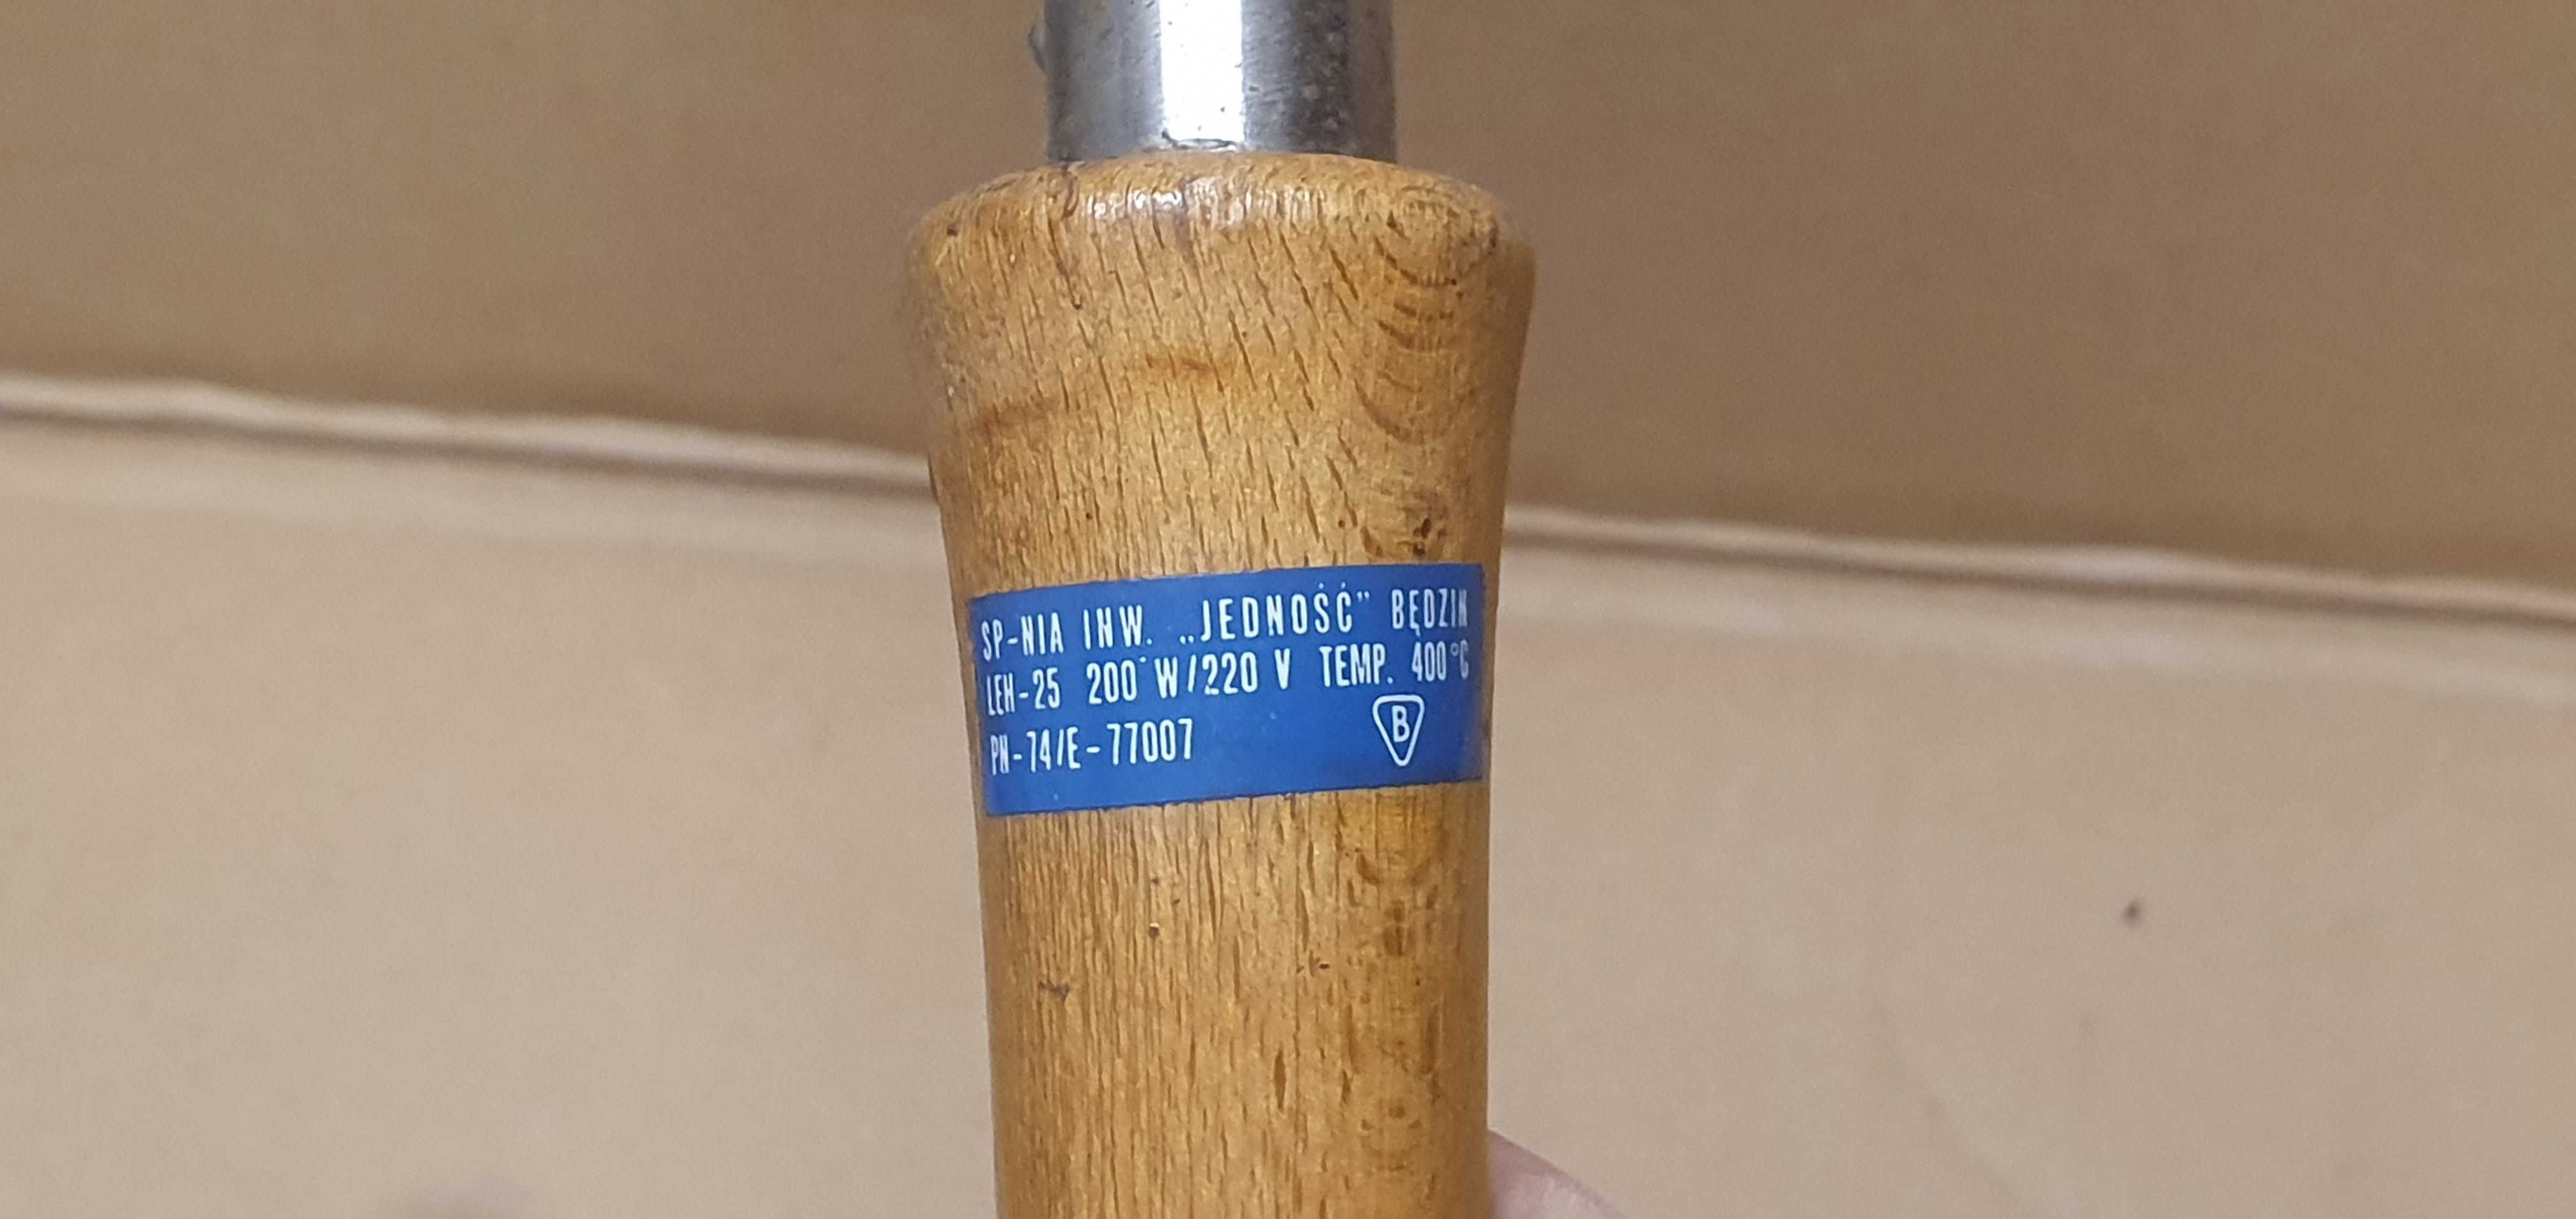 SP-NIA INW. „JEDNOŚĆ” BĘDZIN
LEH-25 200 W/220 V TEMP. 400°C
PN-74/E-77007
B